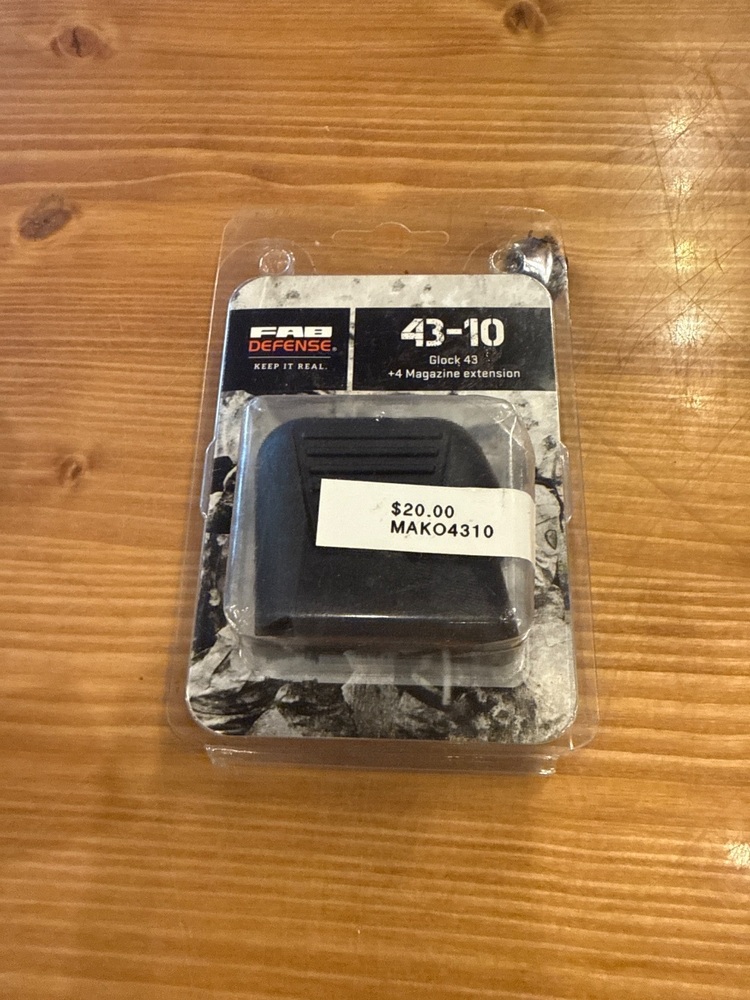 FAB
DEFENSE®
KEEP IT REAL.
43-10
Glock 43
+4 Magazine extension
$20.00
MAKO4310